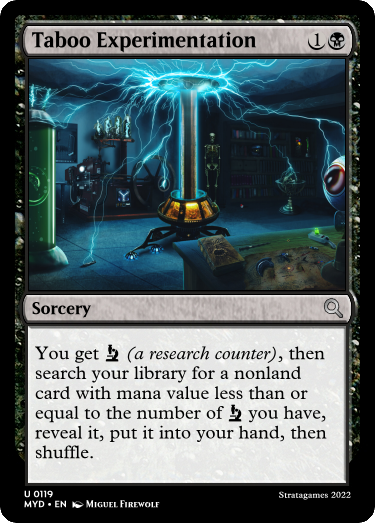 Taboo Experimentation 1
Sorcery
You get (a research counter), then
search your library for a nonland
card with mana value less than or
equal to the number of you have,
reveal it, put it into your hand, then
shuffle.
U 0119
Stratagames 2022
MYD • EN Miguel Firewolf